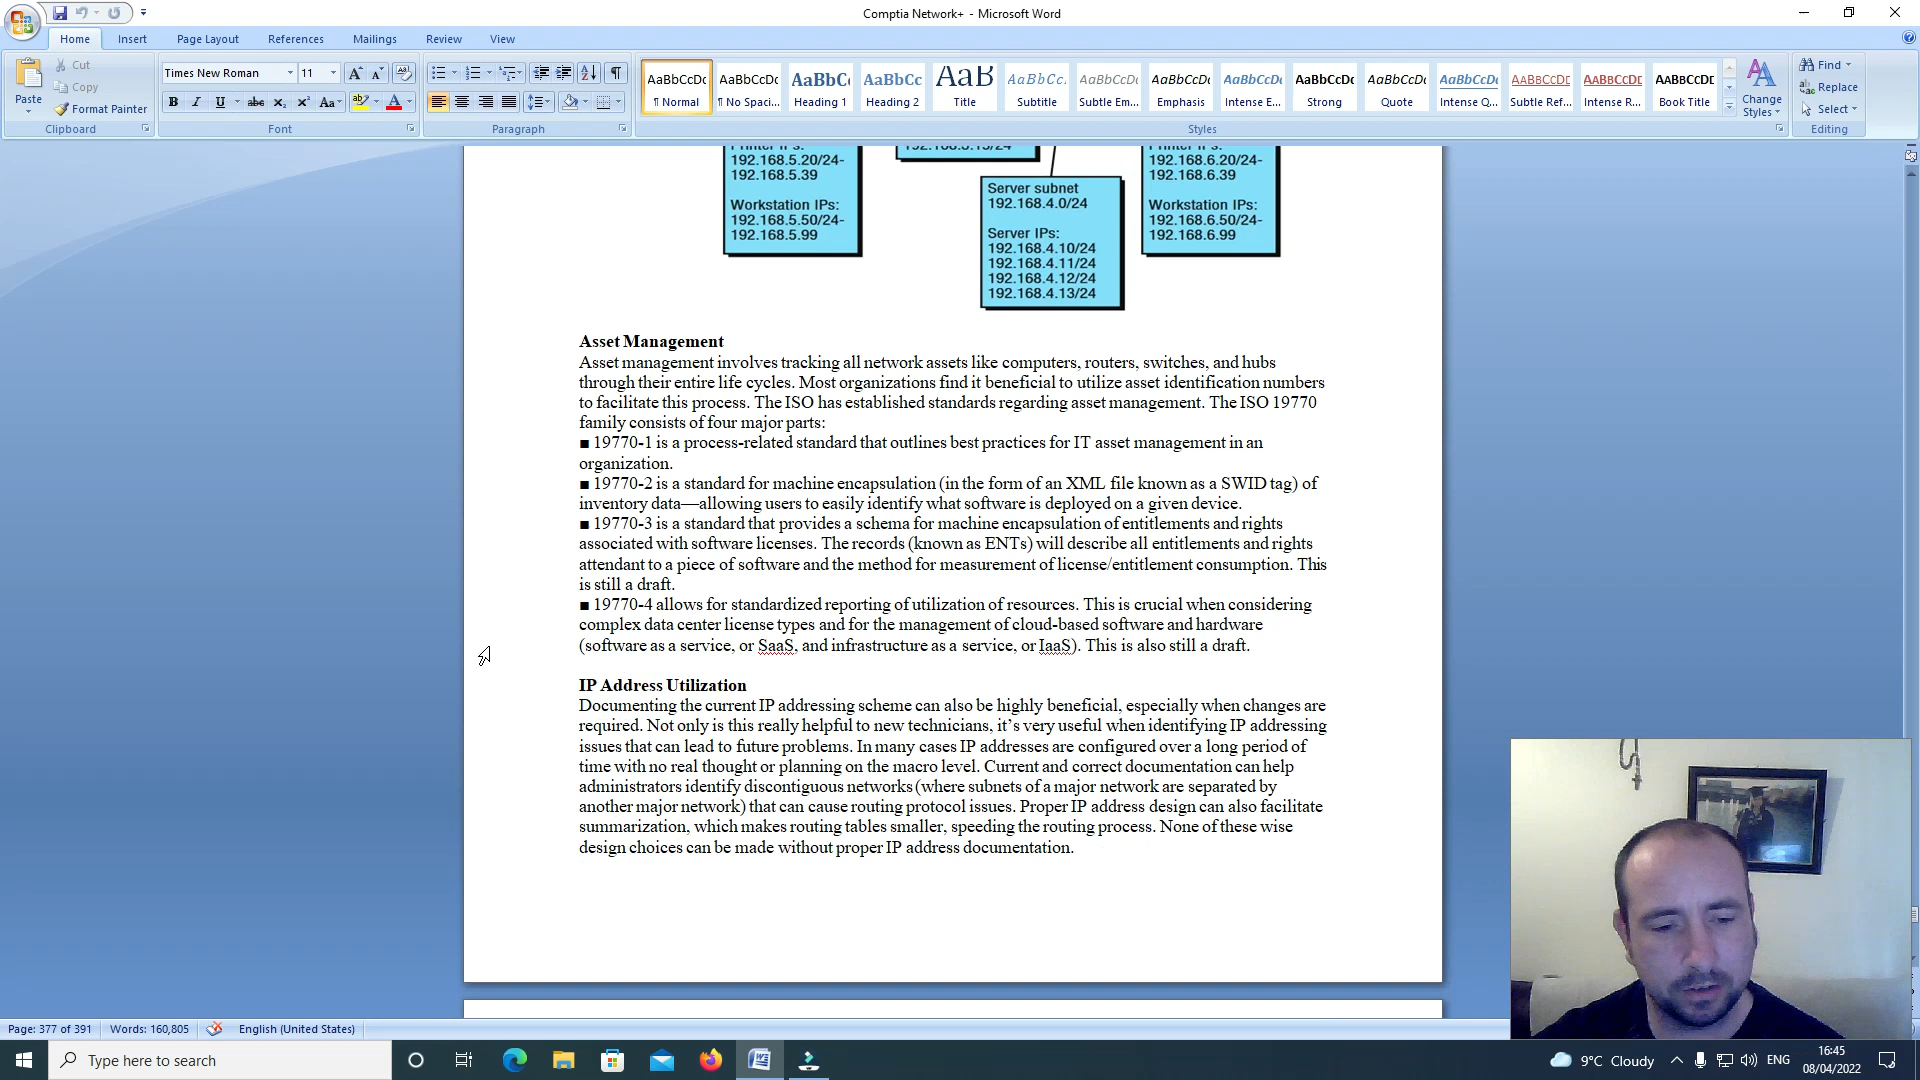 Comptia Network+ - Microsoft Word
Home Insert Page Layout References Mailings Review View
Paste
Cut
Copy
Format Painter
Clipboard
Times New Roman 11
Font
Paragraph
AaBbCcDc AaBbCcDc AaBbC AaBbCc AaB AaBbCc. AaBbCcDc AaBbCcDc AaBbCcDc AaBbCcDc AaBbCcDc AaBbCcDc AABBCCDC AABBCCDC AABBCCDC
¶ Normal ¶ No Spaci... Heading 1 Heading 2 Title Subtitle Subtle Em... Emphasis Intense E... Strong Quote Intense Q... Subtle Ref... Intense R... Book Title
Change
Styles
Styles
Find
Replace
Select
Editing
Printer IPs:
192.168.5.20/24-
192.168.5.39
Workstation IPs:
192.168.5.50/24-
192.168.5.99
192.168.3.15/24
Server subnet
192.168.4.0/24
Server IPs:
192.168.4.10/24
192.168.4.11/24
192.168.4.12/24
192.168.4.13/24
Printer IPs:
192.168.6.20/24-
192.168.6.39
Workstation IPs:
192.168.6.50/24-
192.168.6.99
Asset Management
Asset management involves tracking all network assets like computers, routers, switches, and hubs
through their entire life cycles. Most organizations find it beneficial to utilize asset identification numbers
to facilitate this process. The ISO has established standards regarding asset management. The ISO 19770
family consists of four major parts:
■ 19770-1 is a process-related standard that outlines best practices for IT asset management in an
organization.
■ 19770-2 is a standard for machine encapsulation (in the form of an XML file known as a SWID tag) of
inventory data—allowing users to easily identify what software is deployed on a given device.
■ 19770-3 is a standard that provides a schema for machine encapsulation of entitlements and rights
associated with software licenses. The records (known as ENTs) will describe all entitlements and rights
attendant to a piece of software and the method for measurement of license/entitlement consumption. This
is still a draft.
■ 19770-4 allows for standardized reporting of utilization of resources. This is crucial when considering
complex data center license types and for the management of cloud-based software and hardware
(software as a service, or SaaS, and infrastructure as a service, or IaaS). This is also still a draft.
IP Address Utilization
Documenting the current IP addressing scheme can also be highly beneficial, especially when changes are
required. Not only is this really helpful to new technicians, it’s very useful when identifying IP addressing
issues that can lead to future problems. In many cases IP addresses are configured over a long period of
time with no real thought or planning on the macro level. Current and correct documentation can help
administrators identify discontiguous networks (where subnets of a major network are separated by
another major network) that can cause routing protocol issues. Proper IP address design can also facilitate
summarization, which makes routing tables smaller, speeding the routing process. None of these wise
design choices can be made without proper IP address documentation.
Page: 377 of 391 Words: 160,805 English (United States)
Type here to search
9°C Cloudy ENG
16:45
08/04/2022